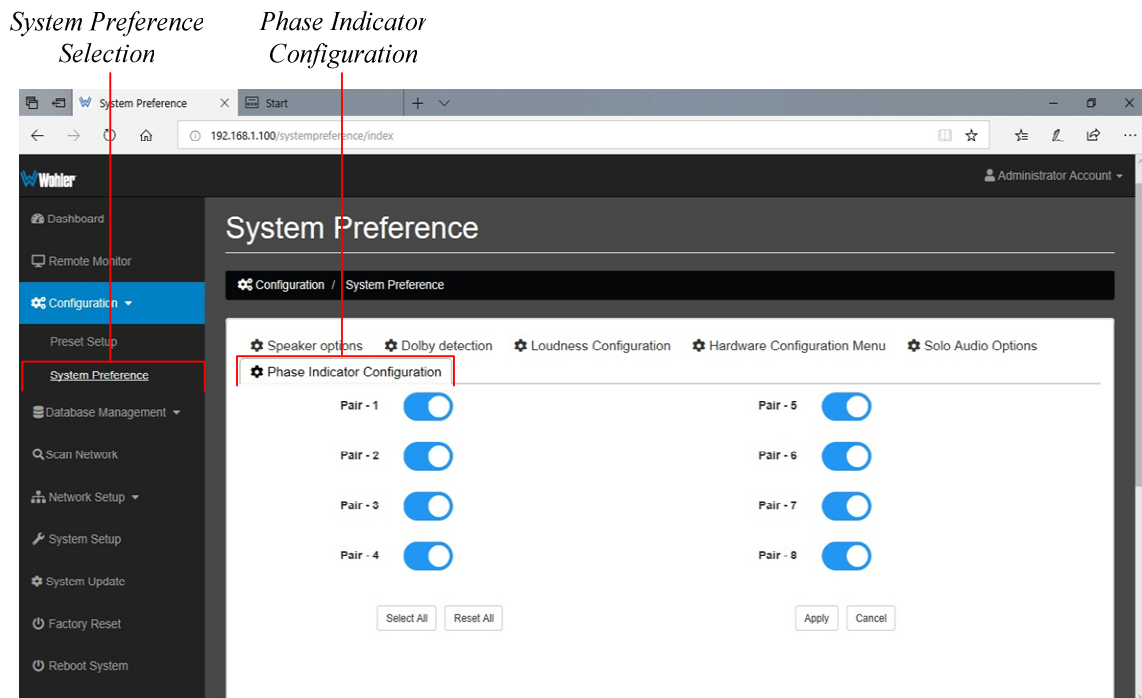 System Preference
Selection
Phase Indicator
Configuration
System Preference
Start
192.168.1.100/systempreference/index
Wohler
Administrator Account
Dashboard
Remote Monitor
Configuration
Preset Setup
System Preference
Database Management
Scan Network
Network Setup
System Setup
System Update
Factory Reset
Reboot System
System Preference
Configuration / System Preference
Speaker options Dolby detection Loudness Configuration Hardware Configuration Menu Solo Audio Options
Phase Indicator Configuration
Pair - 1 Pair - 5
Pair - 2 Pair - 6
Pair - 3 Pair - 7
Pair - 4 Pair - 8
Select All Reset All Apply Cancel